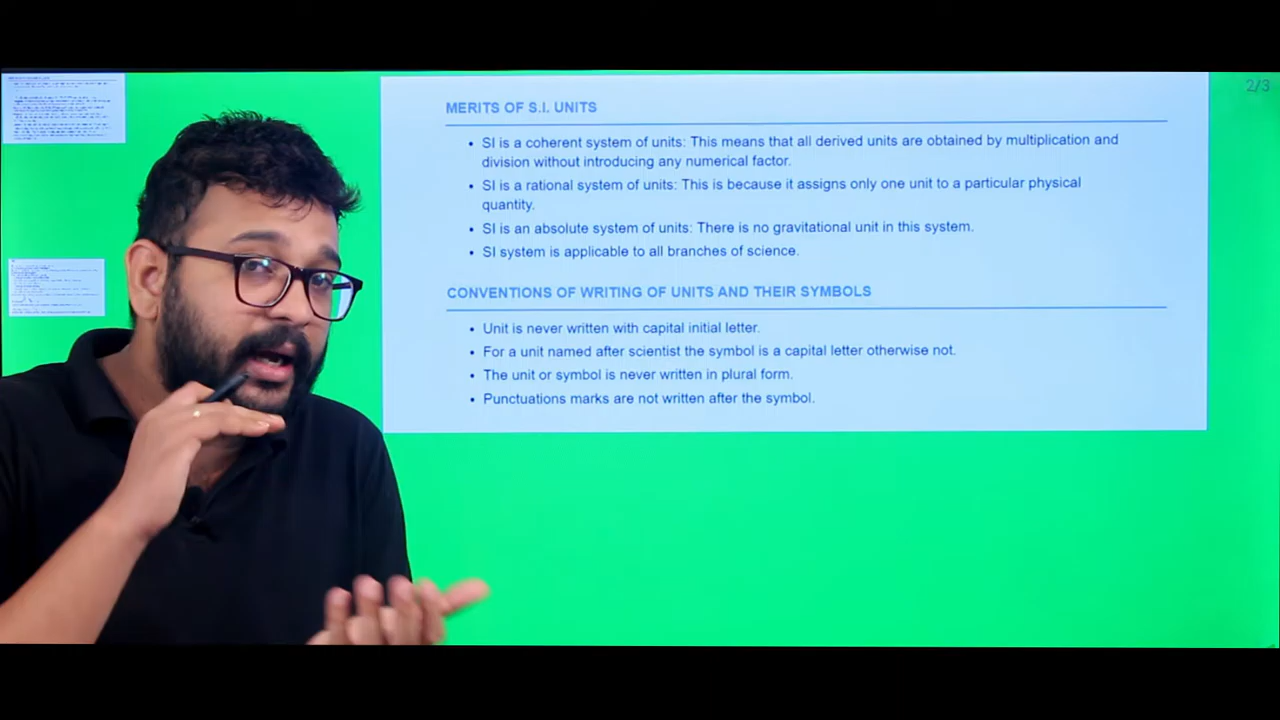 2/3
MERITS OF S.I. UNITS
• SI is a coherent system of units: This means that all derived units are obtained by multiplication and
division without introducing any numerical factor.
• SI is a rational system of units: This is because it assigns only one unit to a particular physical
quantity.
• SI is an absolute system of units: There is no gravitational unit in this system.
• SI system is applicable to all branches of science.
CONVENTIONS OF WRITING OF UNITS AND THEIR SYMBOLS
• Unit is never written with capital initial letter.
• For a unit named after scientist the symbol is a capital letter otherwise not.
• The unit or symbol is never written in plural form.
• Punctuations marks are not written after the symbol.